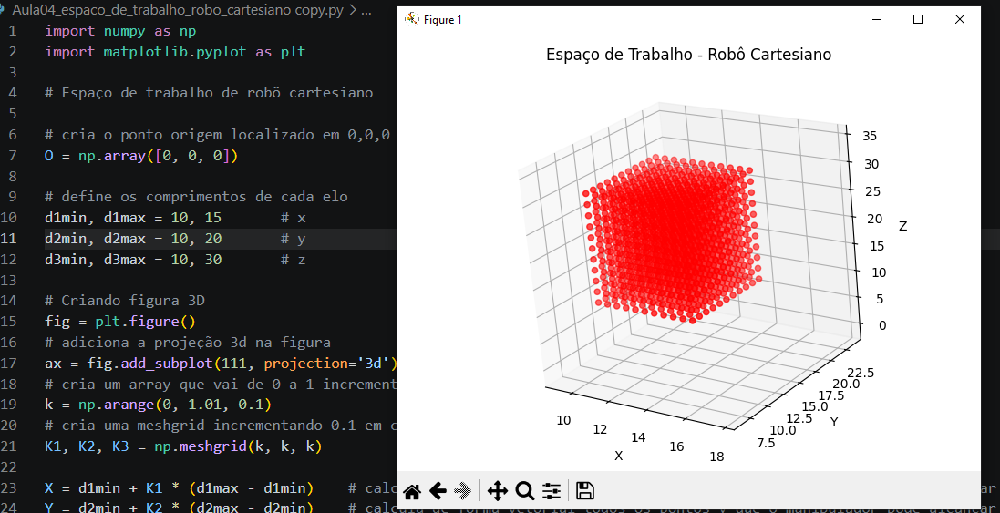 Aula04_espaco_de_trabalho_robo_cartesiano copy.py > ...
1 import numpy as np
2 import matplotlib.pyplot as plt
3
4 # Espaço de trabalho de robô cartesiano
5
6 # cria o ponto origem localizado em 0,0,0
7 O = np.array([0, 0, 0])
8
9 # define os comprimentos de cada elo
10 d1min, d1max = 10, 15 # x
11 d2min, d2max = 10, 20 # y
12 d3min, d3max = 10, 30 # z
13
14 # Criando figura 3D
15 fig = plt.figure()
16 # adiciona a projeção 3d na figura
17 ax = fig.add_subplot(111, projection='3d')
18 # cria um array que vai de 0 a 1 increment
19 k = np.arange(0, 1.01, 0.1)
20 # cria uma meshgrid incrementando 0.1 em c
21 K1, K2, K3 = np.meshgrid(k, k, k)
22
23 X = d1min + K1 * (d1max - d1min) # calc
24 Y = d2min + K2 * (d2max - d2min) # calcula de forma vetorial todos os pontos Y que o manipulador pode alcançar
Figure 1
Espaço de Trabalho - Robô Cartesiano
35
30
25
20
15
10
5
0
Z
22.5
20.0
17.5
15.0
12.5
10.0
7.5
Y
10
12
14
16
18
X